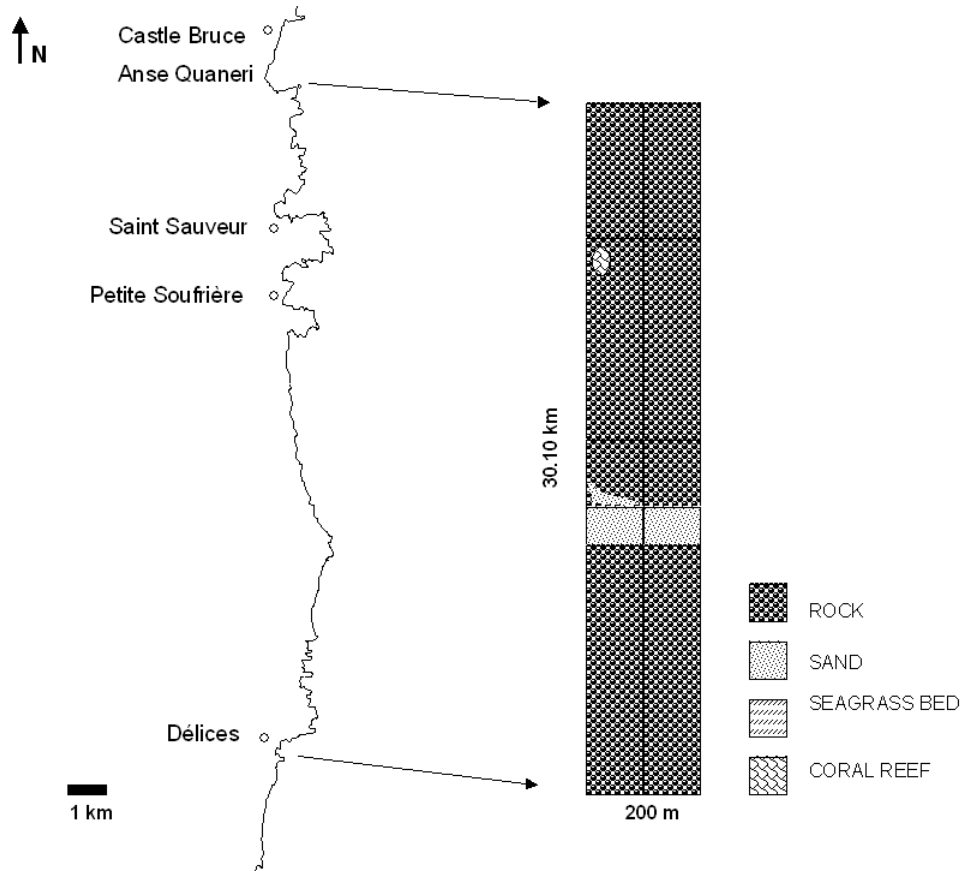 N
Castle Bruce
Anse Quaneri
Saint Sauveur
Petite Soufrière
Délices
1 km
30.10 km
200 m
ROCK
SAND
SEAGRASS BED
CORAL REEF